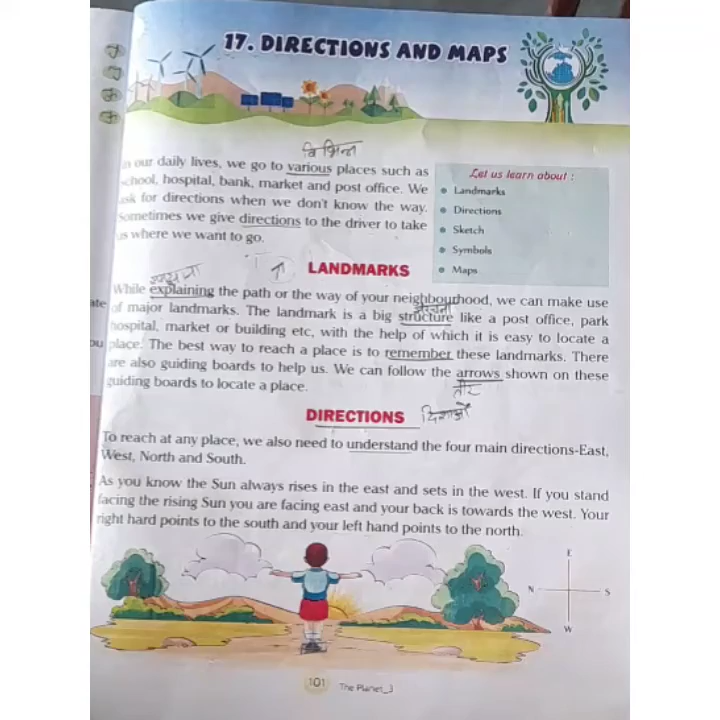 17. DIRECTIONS AND MAPS
विभिन्न
in our daily lives, we go to various places such as
school, hospital, bank, market and post office. We
ask for directions when we don't know the way.
Sometimes we give directions to the driver to take
us where we want to go.
Let us learn about :
Landmarks
Directions
Sketch
Symbols
Maps
LANDMARKS
While explaining the path or the way of your neighbourhood, we can make use
संरचना
of major landmarks. The landmark is a big structure like a post office, park
hospital, market or building etc, with the help of which it is easy to locate a
place. The best way to reach a place is to remember these landmarks. There
are also guiding boards to help us. We can follow the arrows shown on these
guiding boards to locate a place.
तीर
DIRECTIONS
दिशाओं
To reach at any place, we also need to understand the four main directions-East,
West, North and South.
As you know the Sun always rises in the east and sets in the west. If you stand
facing the rising Sun you are facing east and your back is towards the west. Your
right hard points to the south and your left hand points to the north.
E
N S
W
101 The Planet_3